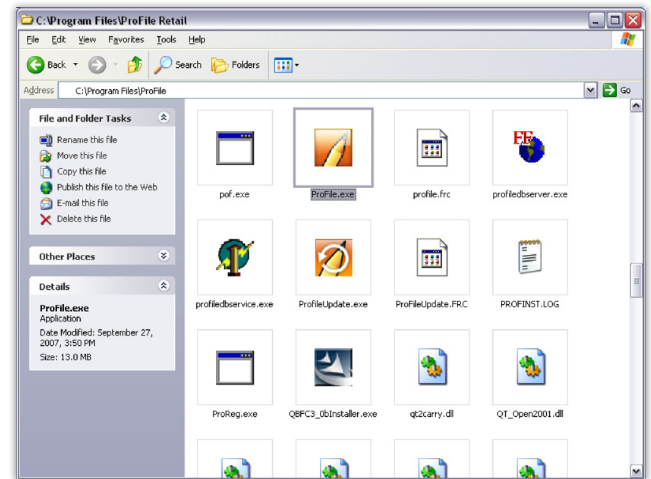 C:\Program Files\ProFile Retail
File Edit View Favorites Tools Help
Back Search Folders
Address C:\Program Files\ProFile Go
File and Folder Tasks
Rename this file
Move this file
Copy this file
Publish this file to the Web
E-mail this file
Delete this file
Other Places
Details
ProFile.exe
Application
Date Modified: September 27,
2007, 3:50 PM
Size: 13.0 MB
pof.exe ProFile.exe profile.frc profiledbserver.exe
profiledbservice.exe ProfileUpdate.exe ProFileUpdate.FRC PROFINST.LOG
ProReg.exe QBFC3_0bInstaller.exe qt2carry.dll QT_Open2001.dll